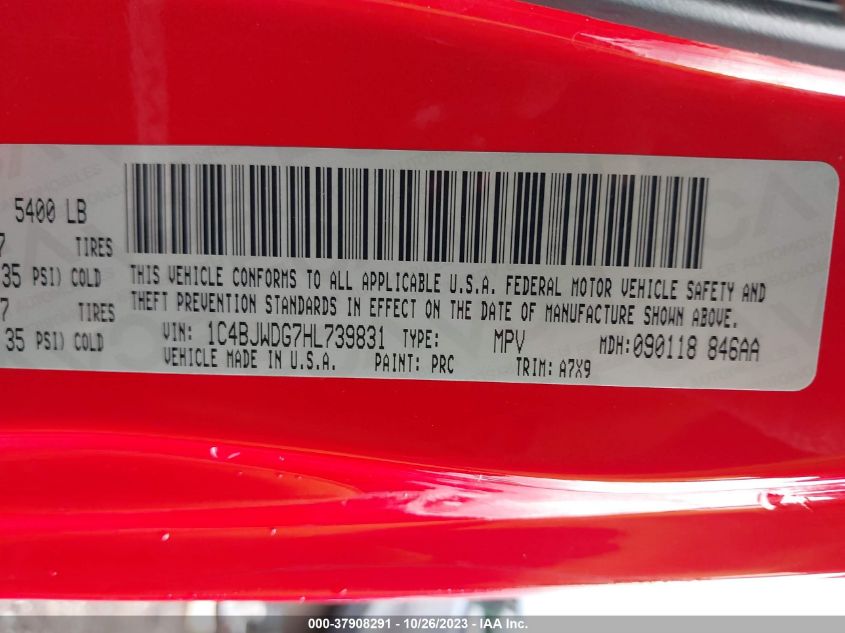 5400 LB
7 TIRES
35 PSI) COLD
7 TIRES
35 PSI) COLD
THIS VEHICLE CONFORMS TO ALL APPLICABLE U.S.A. FEDERAL MOTOR VEHICLE SAFETY AND
THEFT PREVENTION STANDARDS IN EFFECT ON THE DATE OF MANUFACTURE SHOWN ABOVE.
VIN: 1C4BJWDG7HL739831 TYPE: MPV MDH:090118 846AA
VEHICLE MADE IN U.S.A. PAINT: PRC TRIM: A7X9
000-37908291 - 10/26/2023 - IAA Inc.